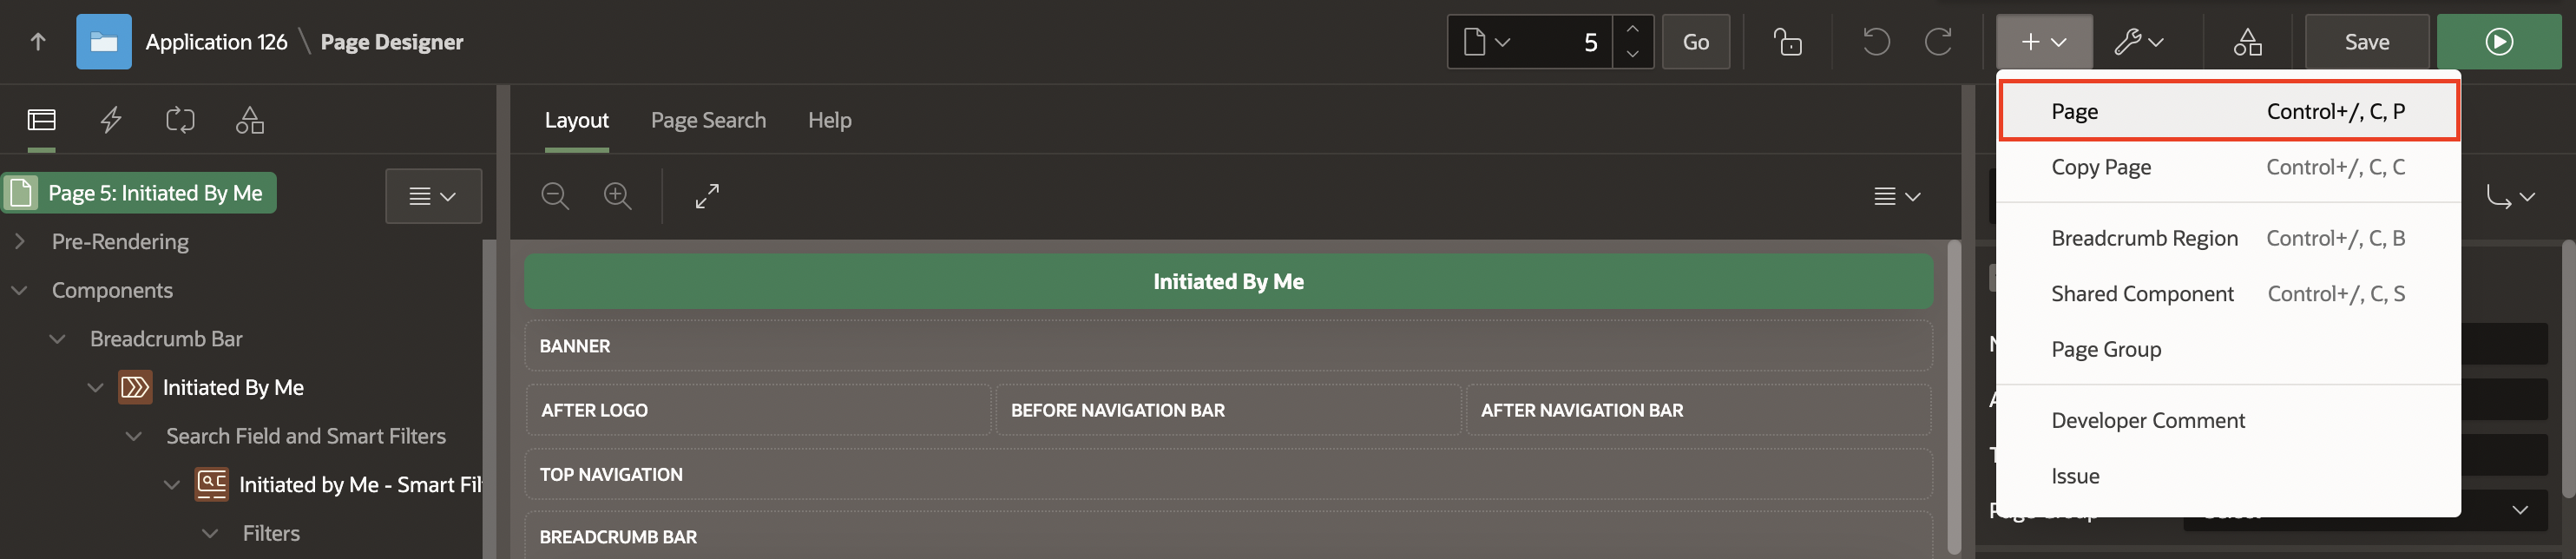 Application 126 \ Page Designer
5
Go
Save
Layout Page Search Help
Page 5: Initiated By Me
Pre-Rendering
Components
Breadcrumb Bar
Initiated By Me
Search Field and Smart Filters
Initiated by Me - Smart Fil
Filters
Initiated By Me
BANNER
AFTER LOGO
BEFORE NAVIGATION BAR
AFTER NAVIGATION BAR
TOP NAVIGATION
BREADCRUMB BAR
Page Control+/, C, P
Copy Page Control+/, C, C
Breadcrumb Region Control+/, C, B
Shared Component Control+/, C, S
Page Group
Developer Comment
Issue